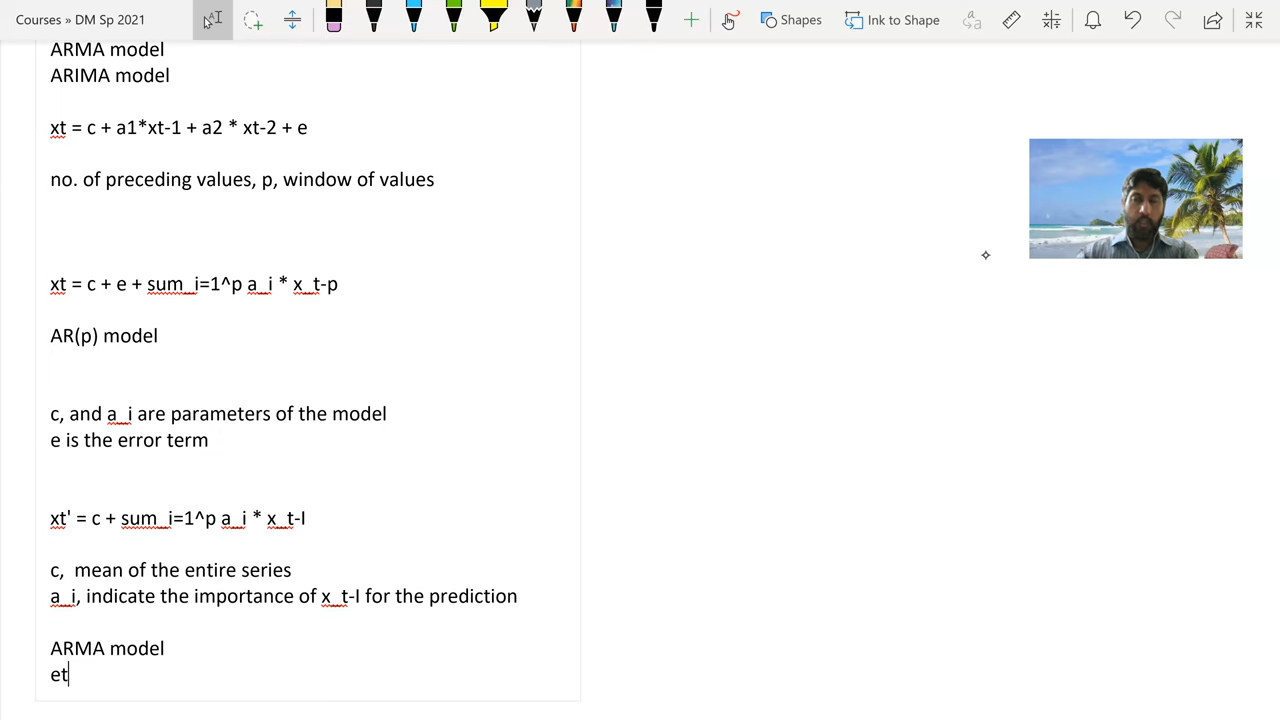 Courses » DM Sp 2021
Shapes
Ink to Shape
ARMA model
ARIMA model
xt = c + a1*xt-1 + a2 * xt-2 + e
no. of preceding values, p, window of values
xt = c + e + sum_i=1^p a_i * x_t-p
AR(p) model
c, and a_i are parameters of the model
e is the error term
xt' = c + sum_i=1^p a_i * x_t-I
c,  mean of the entire series
a_i, indicate the importance of x_t-I for the prediction
ARMA model
et